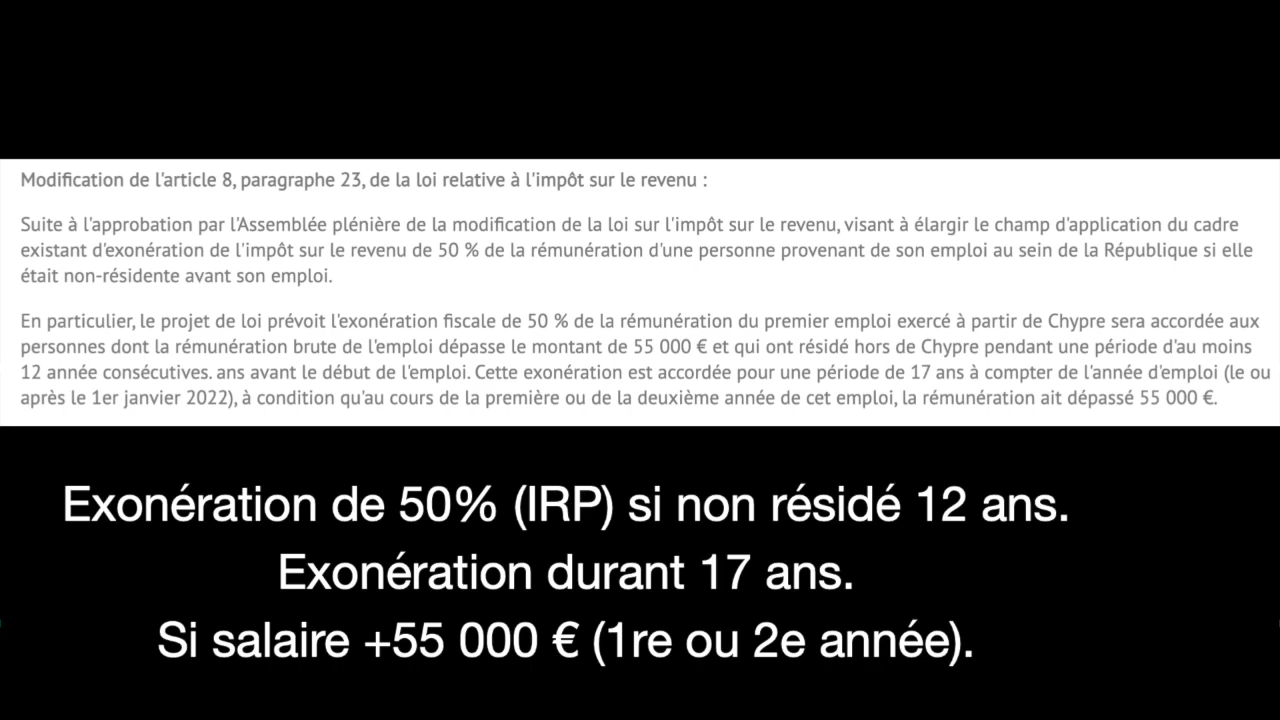 Modification de l'article 8, paragraphe 23, de la loi relative à l'impôt sur le revenu :
Suite à l'approbation par l'Assemblée plénière de la modification de la loi sur l'impôt sur le revenu, visant à élargir le champ d'application du cadre
existant d'exonération de l'impôt sur le revenu de 50 % de la rémunération d'une personne provenant de son emploi au sein de la République si elle
était non-résidente avant son emploi.
En particulier, le projet de loi prévoit l'exonération fiscale de 50 % de la rémunération du premier emploi exercé à partir de Chypre sera accordée aux
personnes dont la rémunération brute de l'emploi dépasse le montant de 55 000 € et qui ont résidé hors de Chypre pendant une période d'au moins
12 année consécutives. ans avant le début de l'emploi. Cette exonération est accordée pour une période de 17 ans à compter de l'année d'emploi (le ou
après le 1er janvier 2022), à condition qu'au cours de la première ou de la deuxième année de cet emploi, la rémunération ait dépassé 55 000 €.
Exonération de 50% (IRP) si non résidé 12 ans.
Exonération durant 17 ans.
Si salaire +55 000 € (1re ou 2e année).